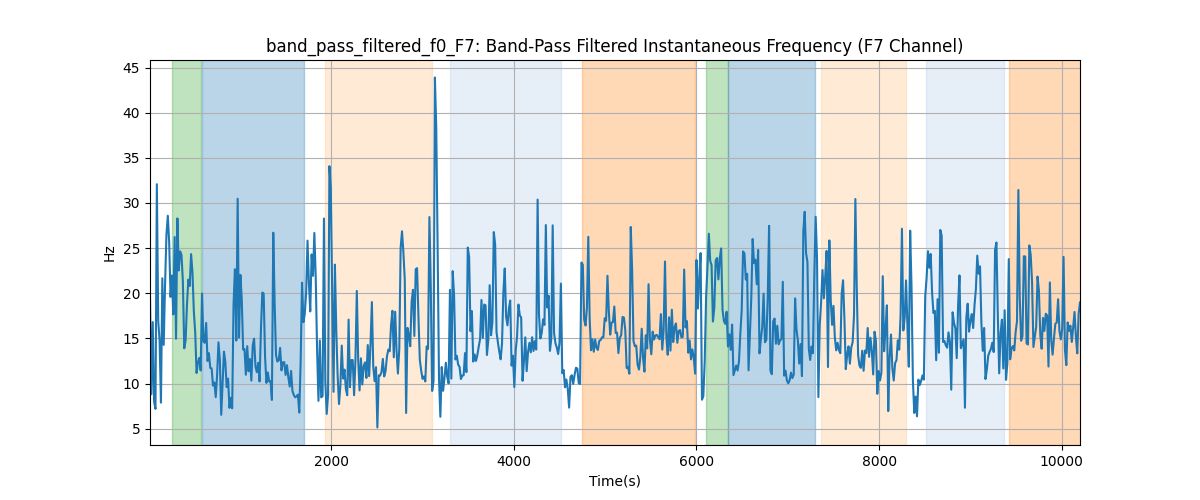 band_pass_filtered_f0_F7: Band-Pass Filtered Instantaneous Frequency (F7 Channel)
45
40
35
30
25
20
15
10
5
Hz
2000 4000 6000 8000 10000
Time(s)